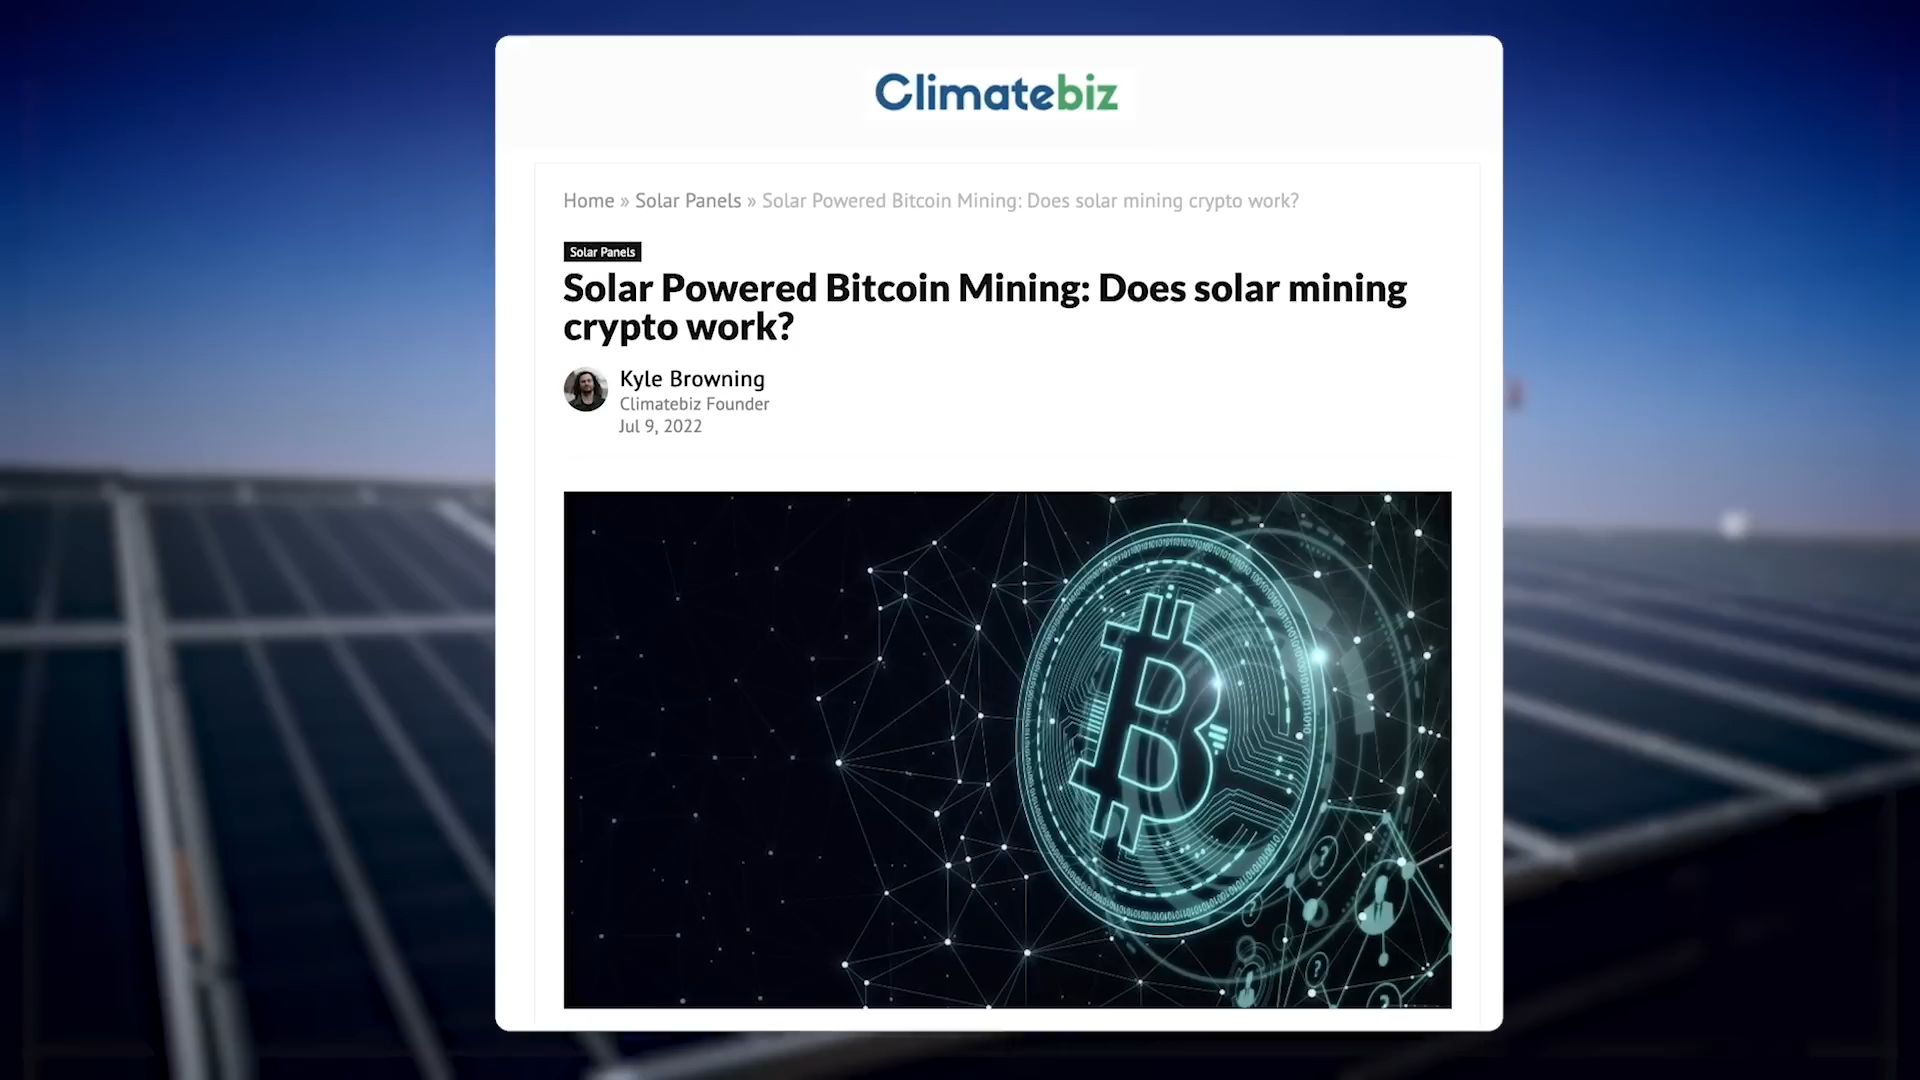 Climatebiz
Home » Solar Panels » Solar Powered Bitcoin Mining: Does solar mining crypto work?
Solar Panels
Solar Powered Bitcoin Mining: Does solar mining
crypto work?
Kyle Browning
Climatebiz Founder
Jul 9, 2022